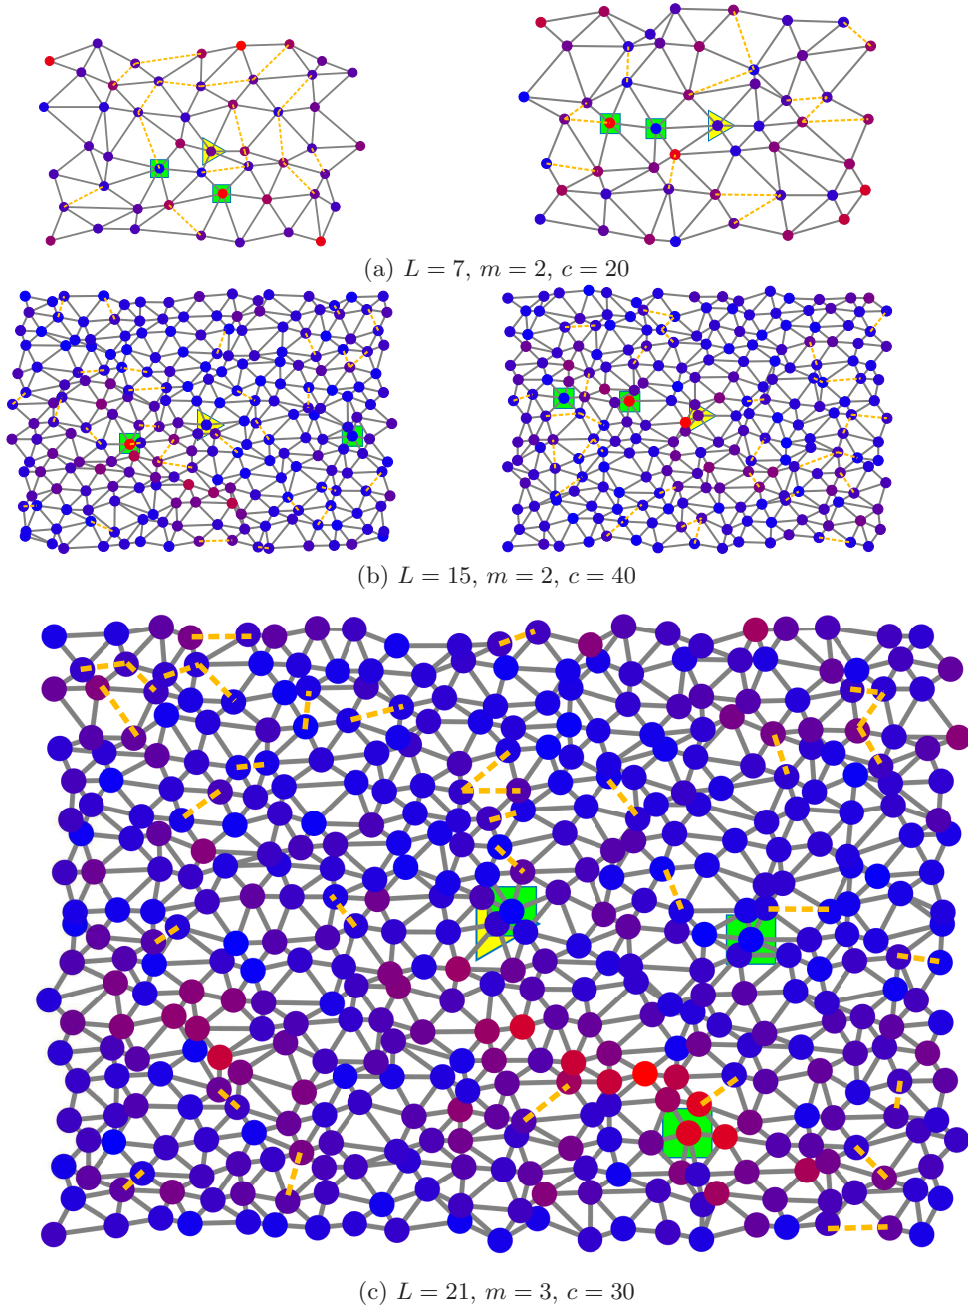 (a) L = 7, m = 2, c = 20
(b) L = 15, m = 2, c = 40
(c) L = 21, m = 3, c = 30